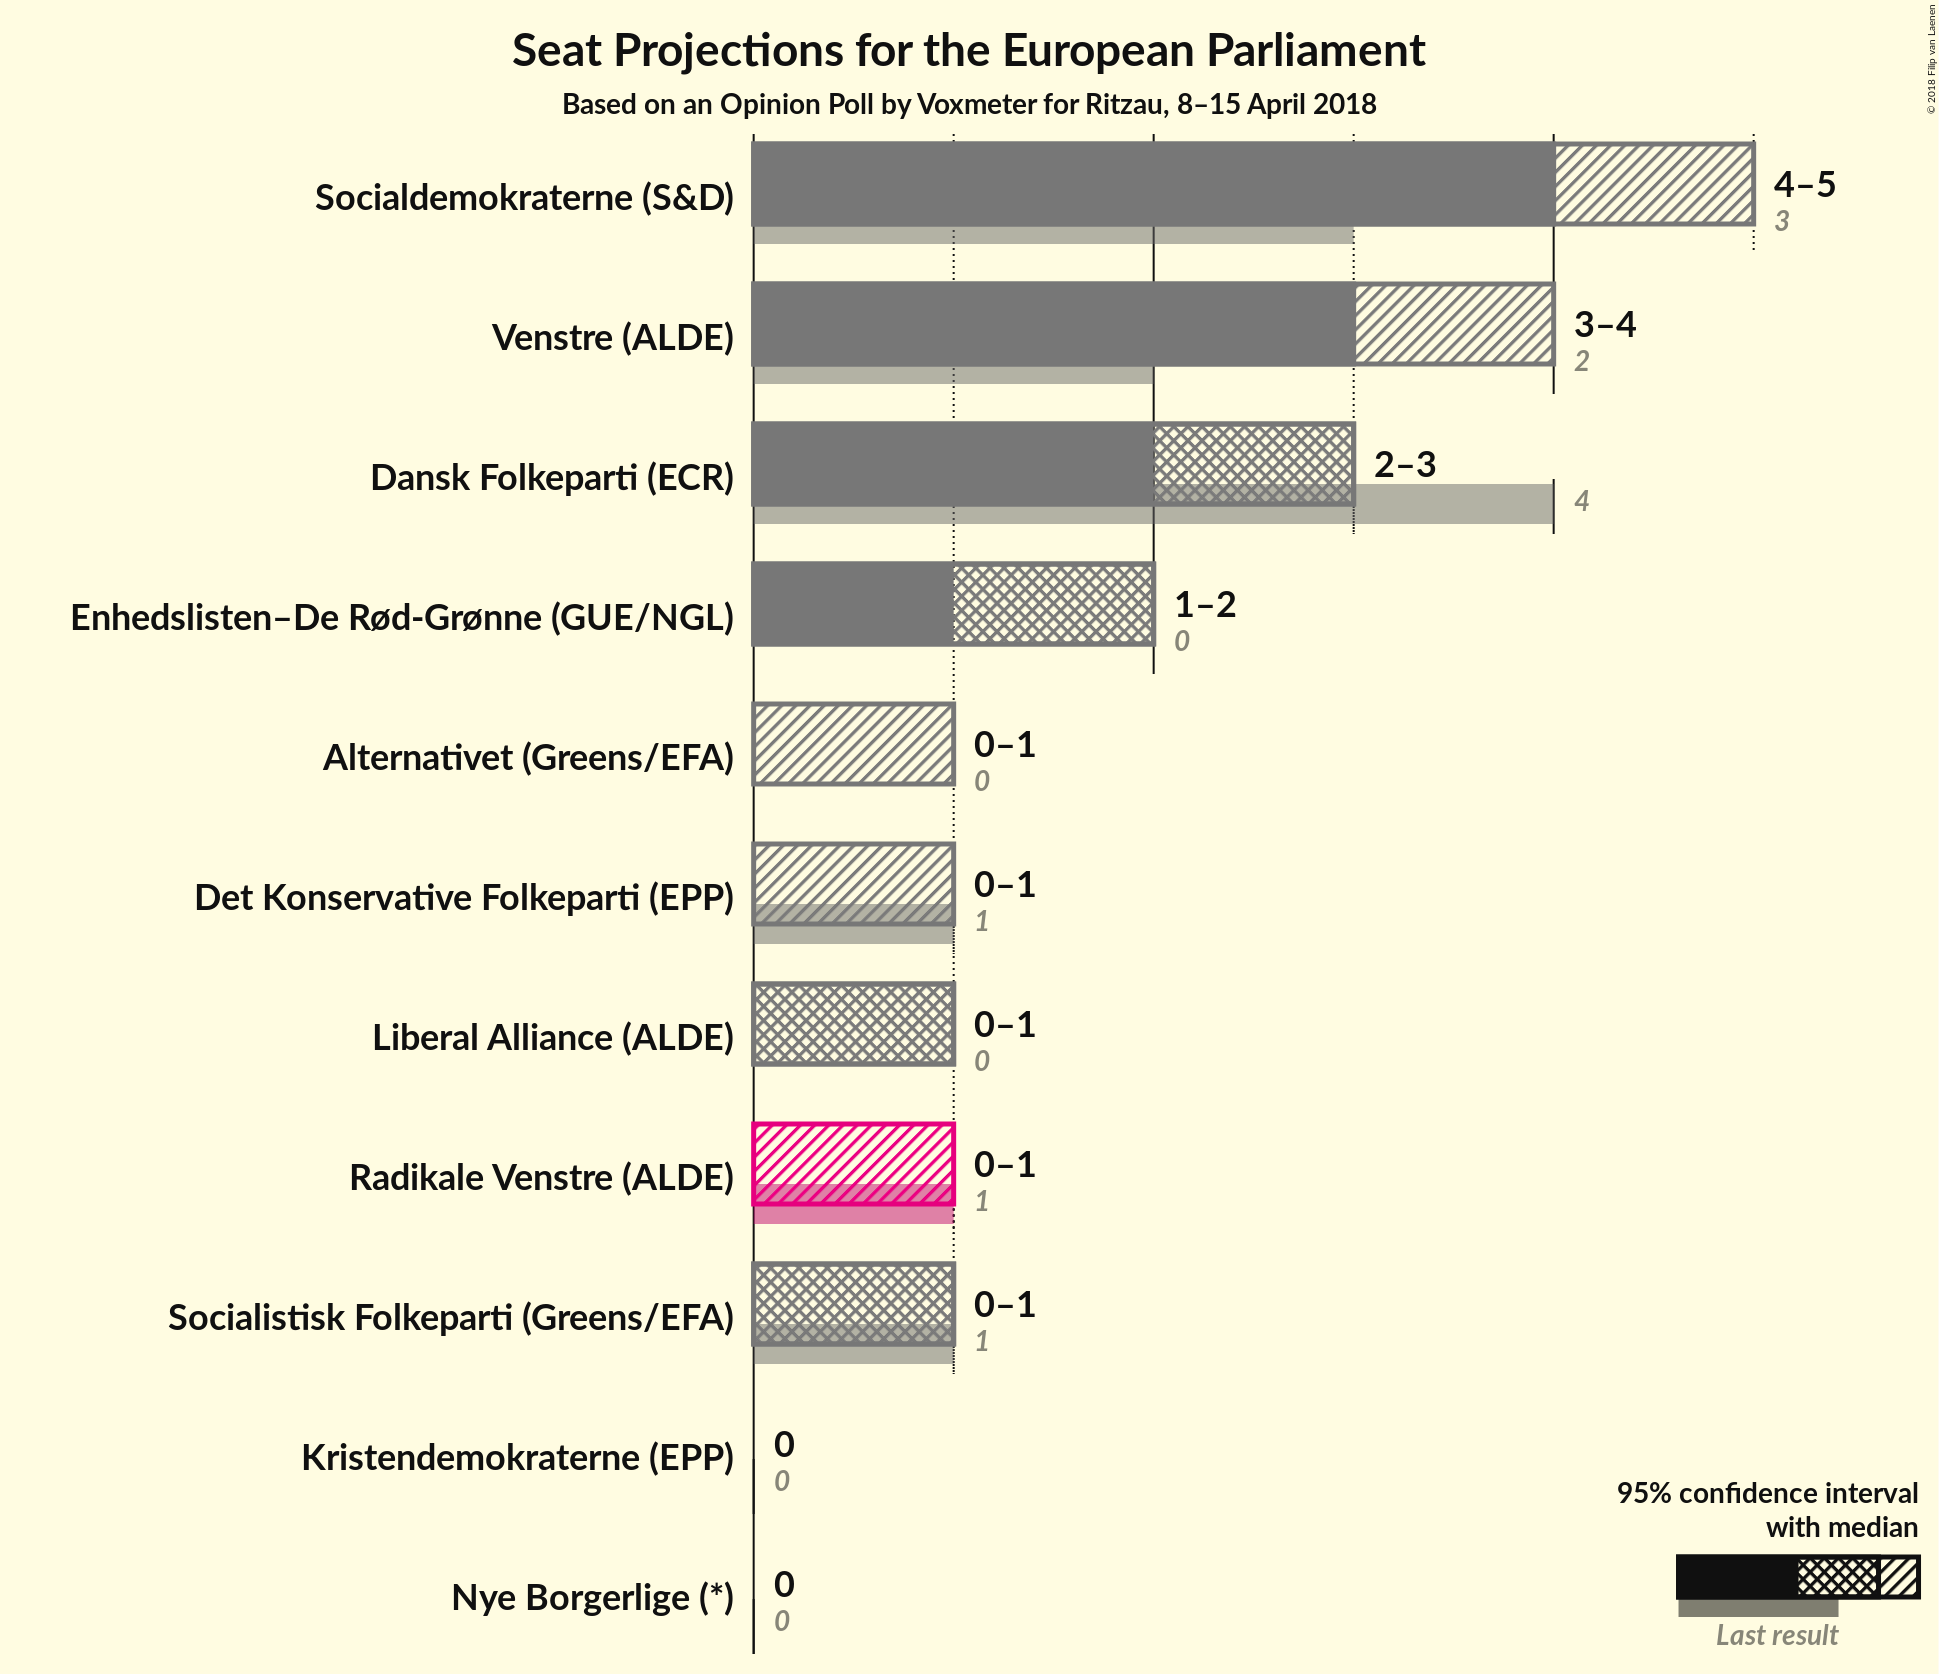 Seat Projections for the European Parliament
Based on an Opinion Poll by Voxmeter for Ritzau, 8–15 April 2018
© 2018 Filip van Laenen
Socialdemokraterne (S&D)
4–5
3
Venstre (ALDE)
3–4
2
Dansk Folkeparti (ECR)
2–3
4
Enhedslisten–De Rød-Grønne (GUE/NGL)
1–2
0
Alternativet (Greens/EFA)
0–1
0
Det Konservative Folkeparti (EPP)
0–1
1
Liberal Alliance (ALDE)
0–1
0
Radikale Venstre (ALDE)
0–1
1
Socialistisk Folkeparti (Greens/EFA)
0–1
1
Kristendemokraterne (EPP)
0
0
Nye Borgerlige (*)
0
0
95% confidence interval
with median
Last result